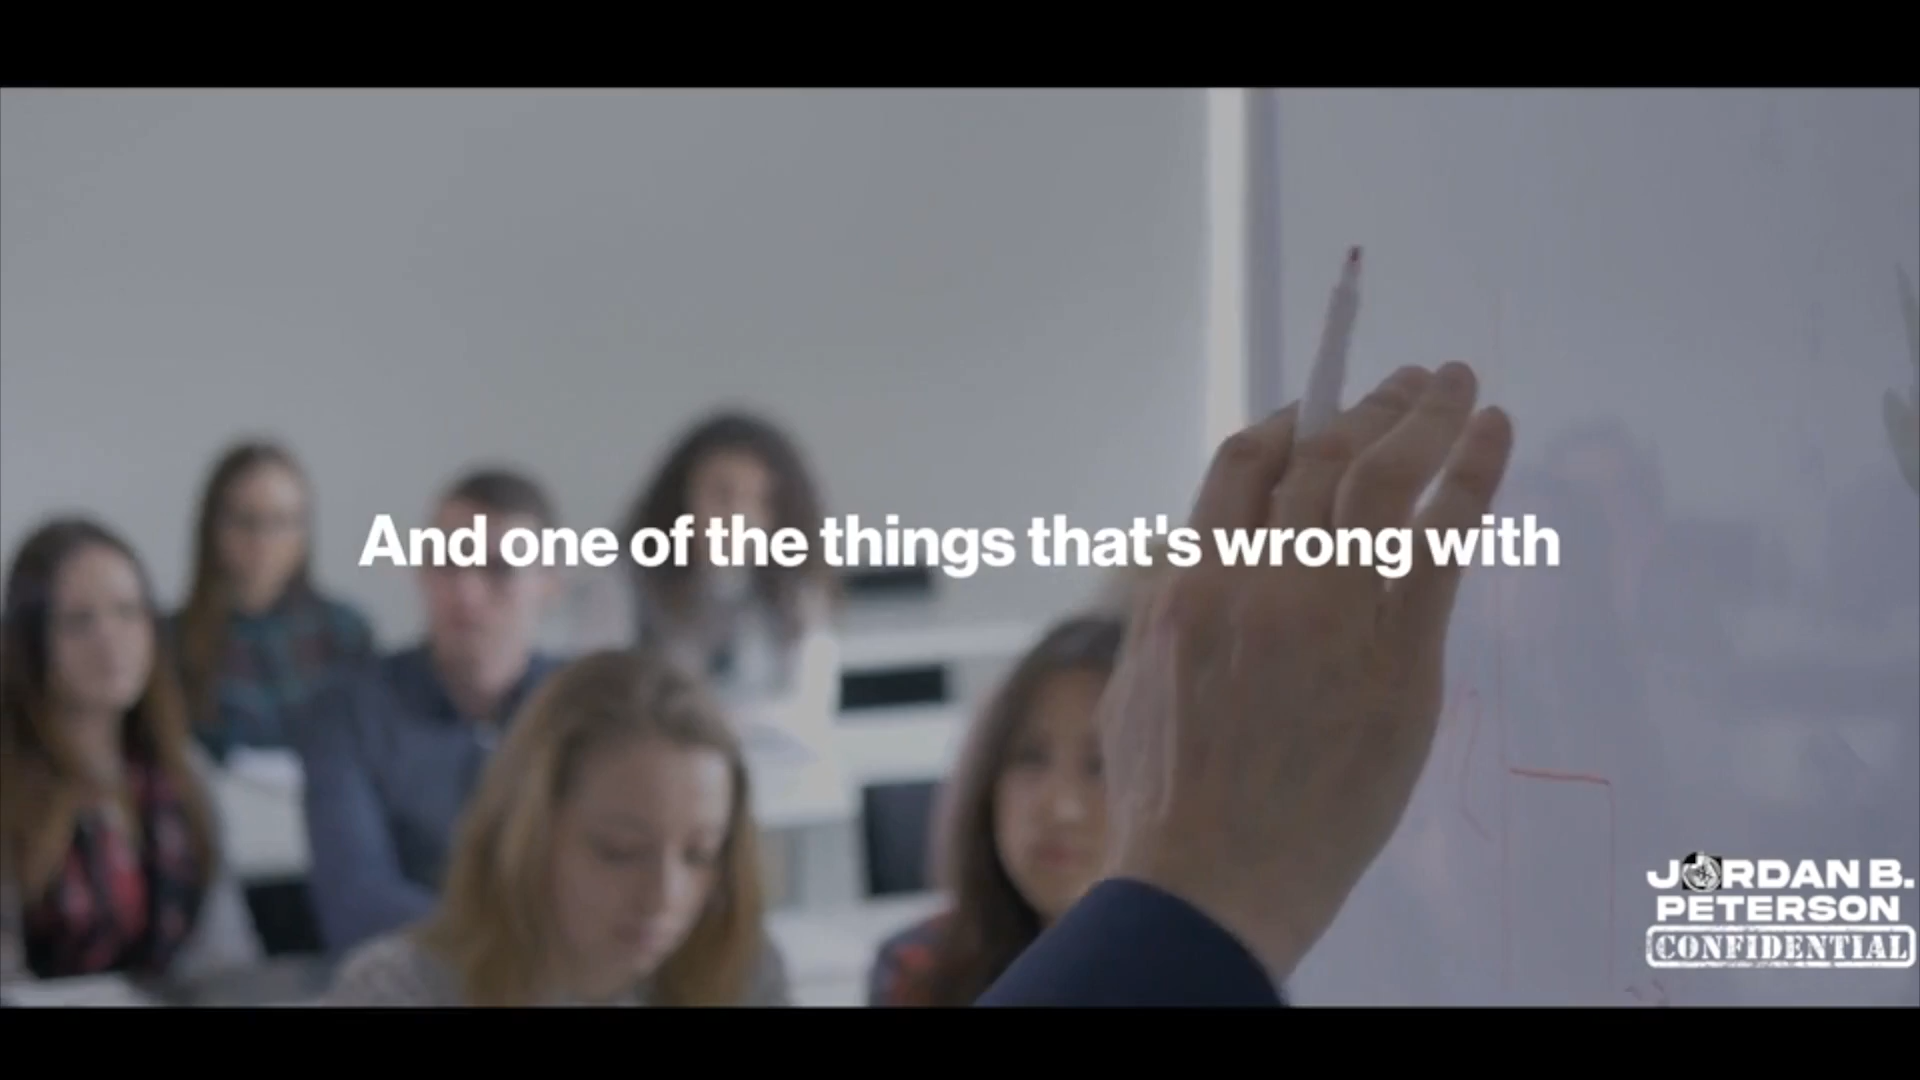 And one of the things that's wrong with
JORDAN B.
PETERSON
CONFIDENTIAL